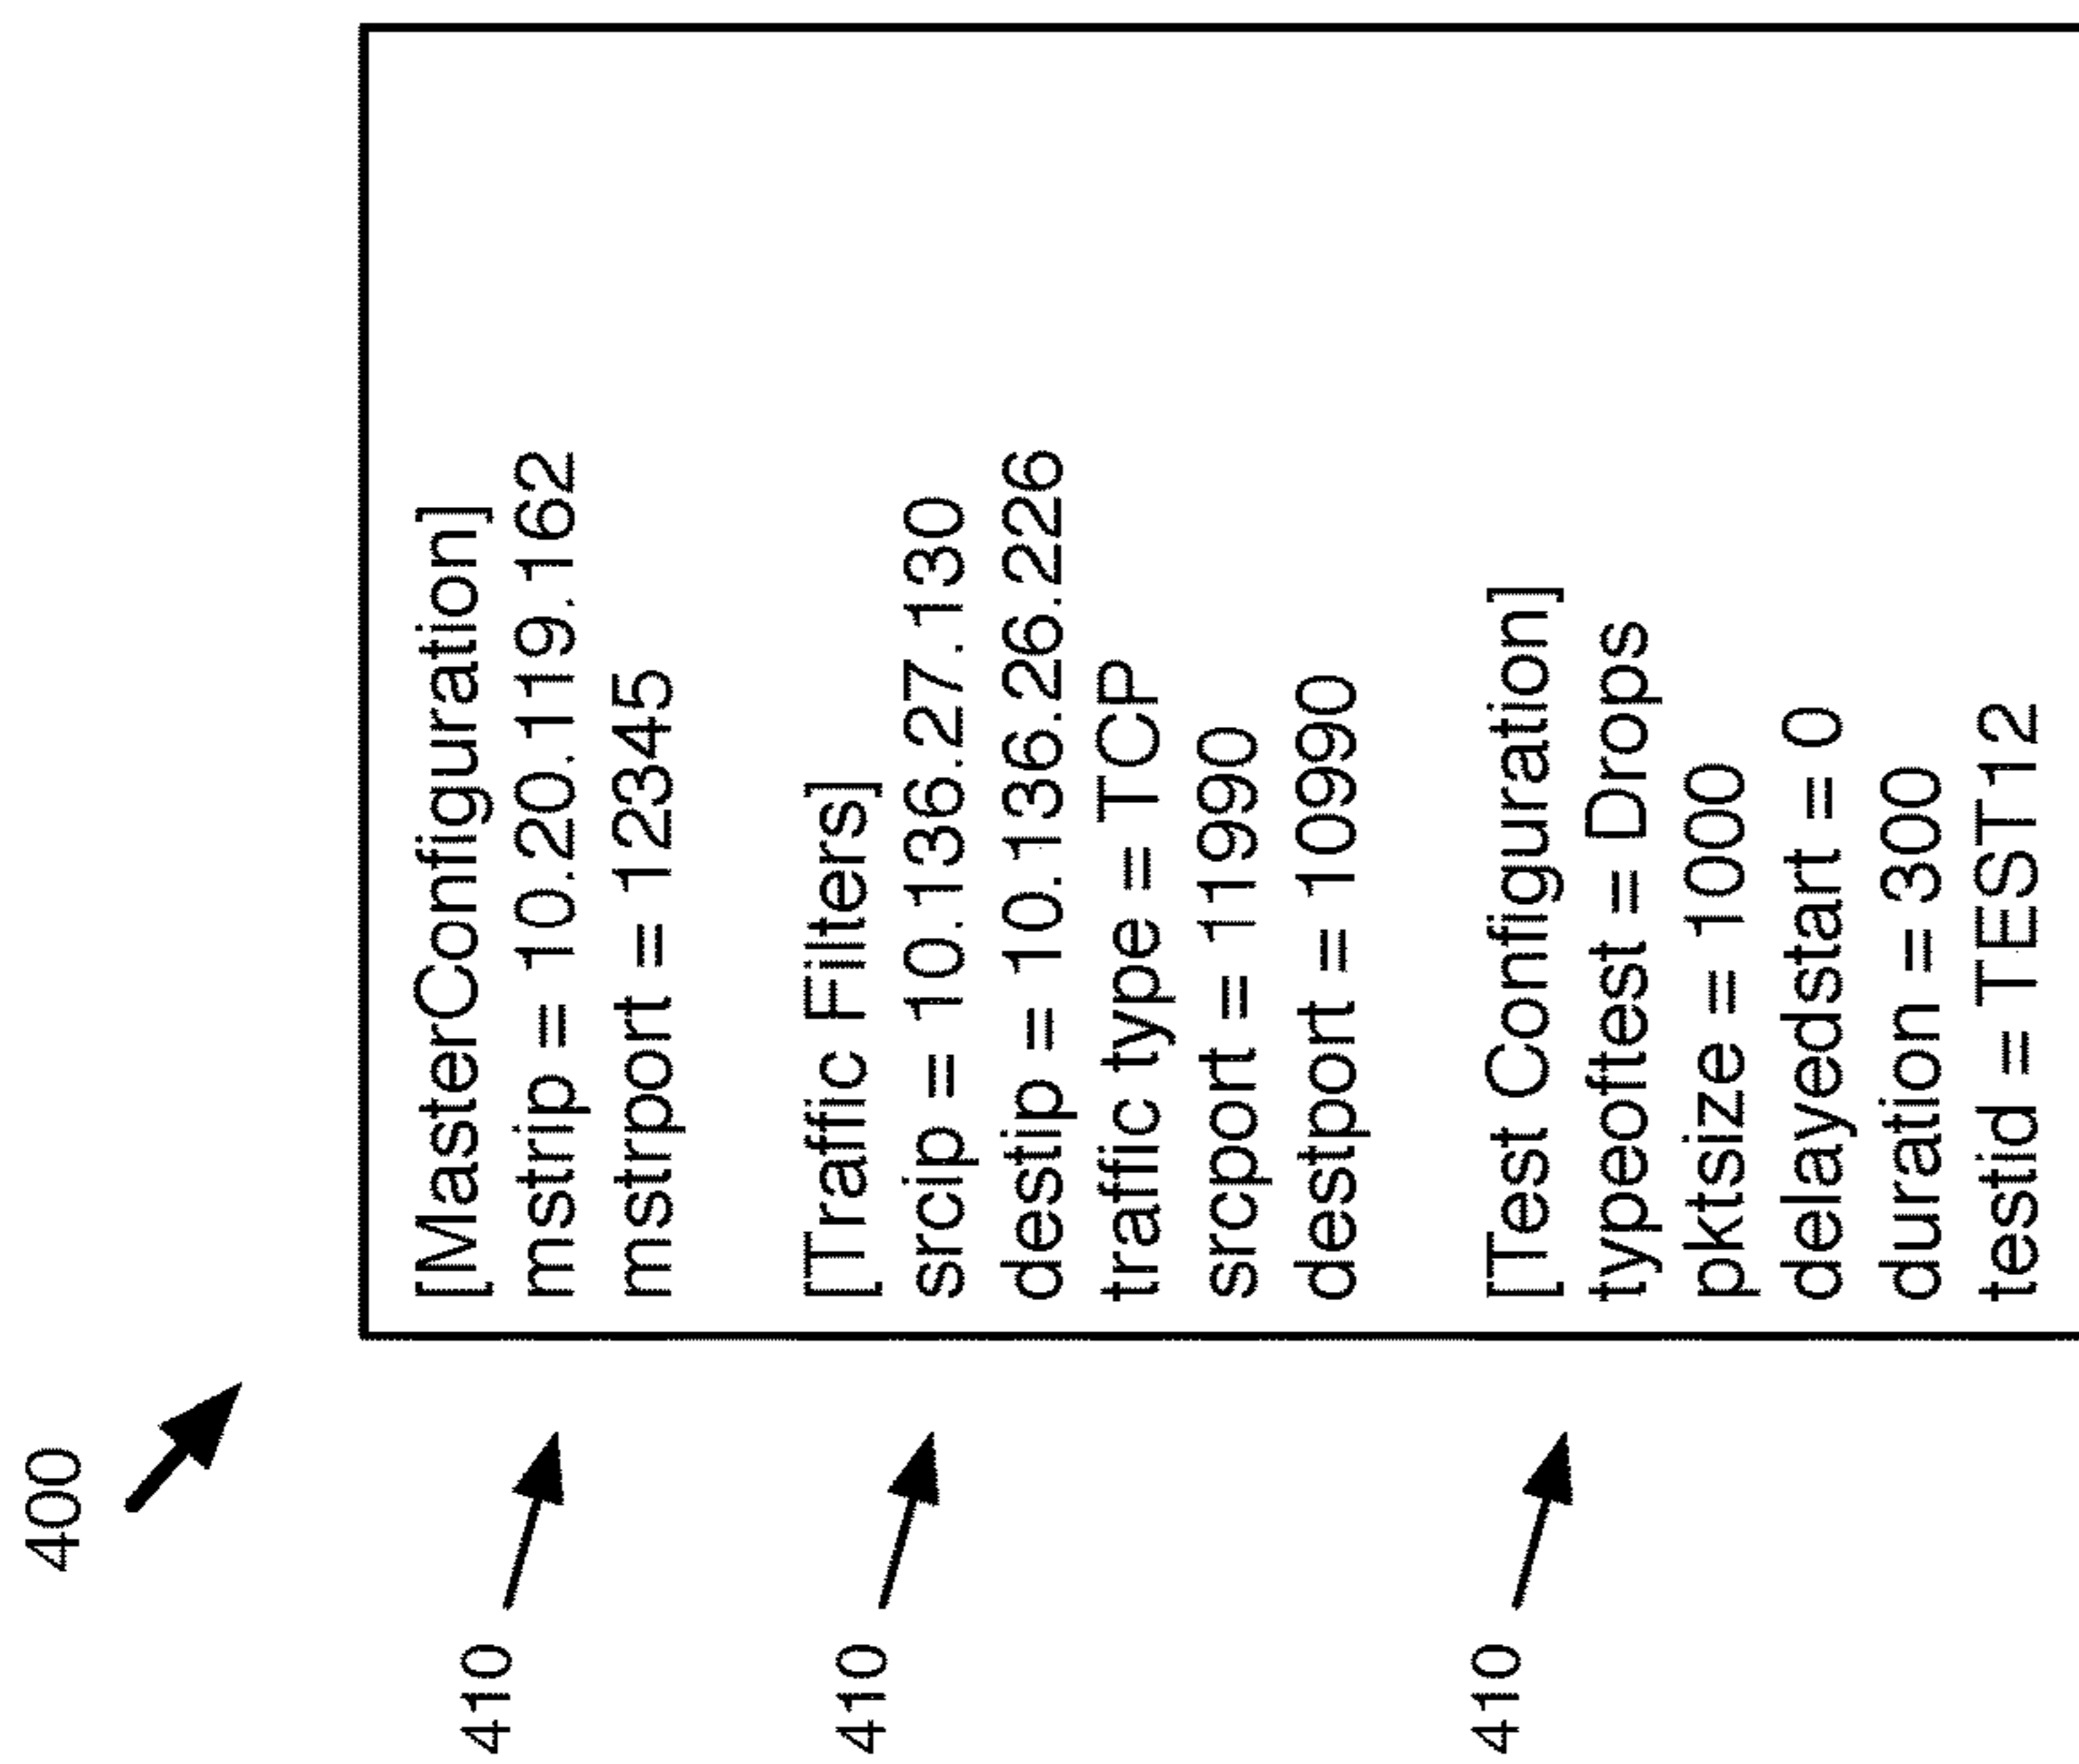 400
410
[MasterConfiguration]
mstrip = 10.20.119.162
mstrport = 12345
410
[Traffic Filters]
srcip = 10.136.27.130
destip = 10.136.26.226
traffic type = TCP
srcport = 11990
destport = 10990
410
[Test Configuration]
typeoftest = Drops
pktsize = 1000
delayedstart = 0
duration = 300
testid = TEST12